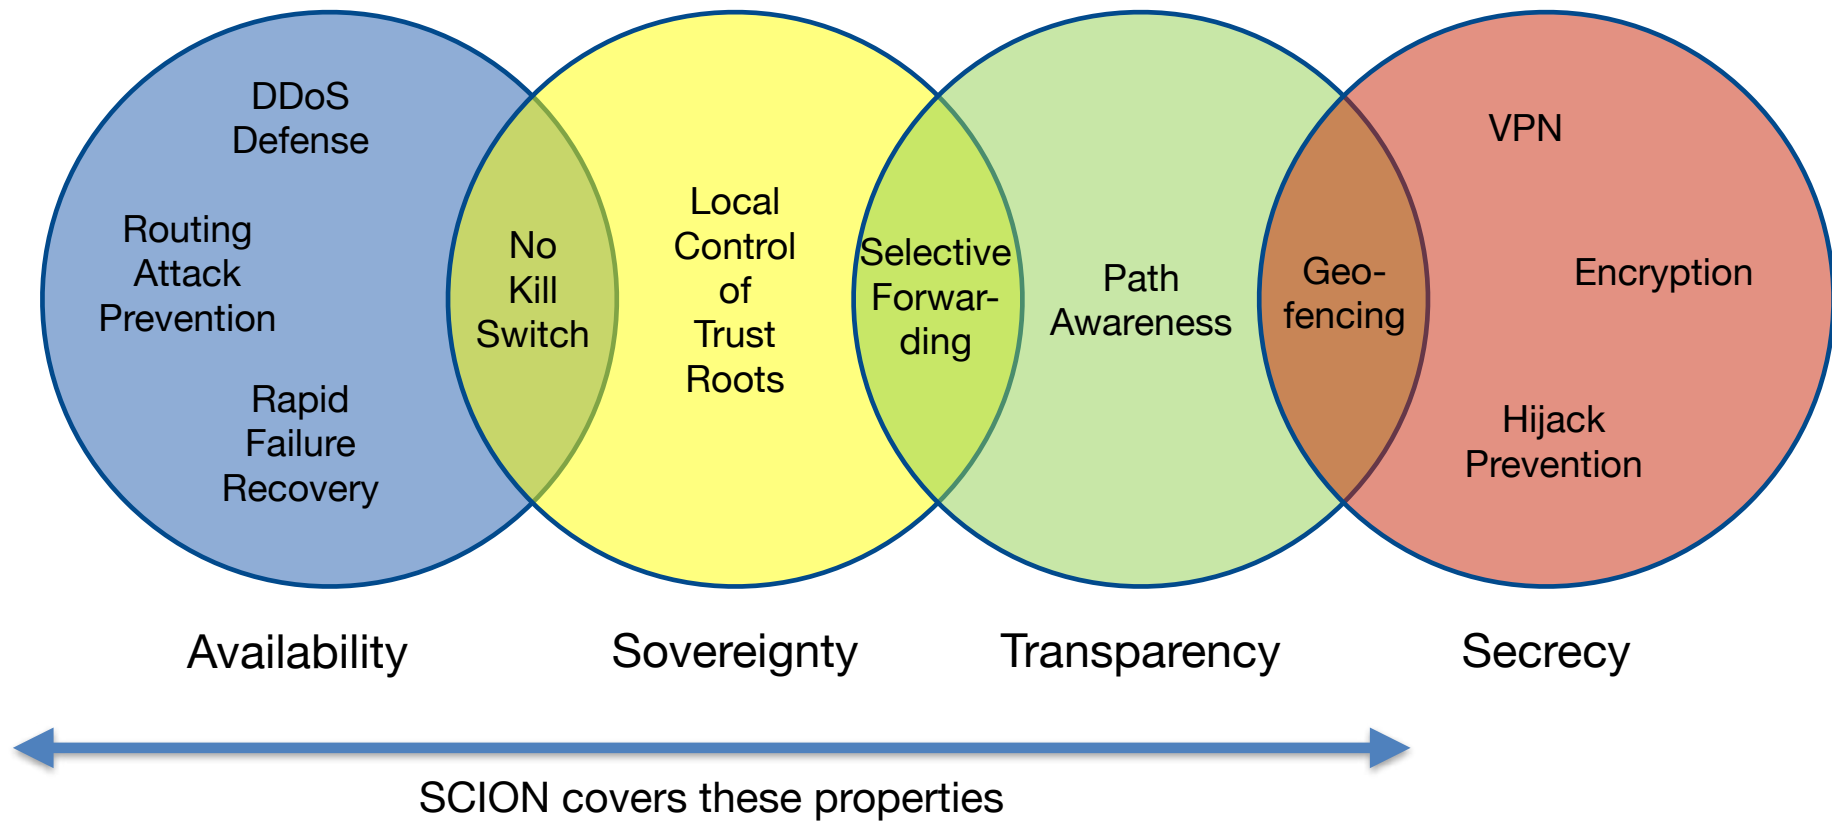 DDoS
Defense
Routing
Attack
Prevention
Rapid
Failure
Recovery
No
Kill
Switch
Local
Control
of
Trust
Roots
Selective
Forwar-
ding
Path
Awareness
Geo-
fencing
VPN
Encryption
Hijack
Prevention
Availability
Sovereignty
Transparency
Secrecy
SCION covers these properties